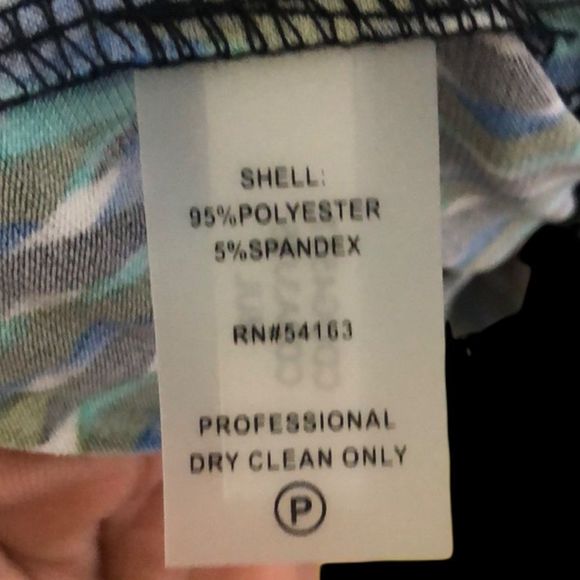 SHELL:
95%POLYESTER
5%SPANDEX
RN#54163
PROFESSIONAL
DRY CLEAN ONLY
P